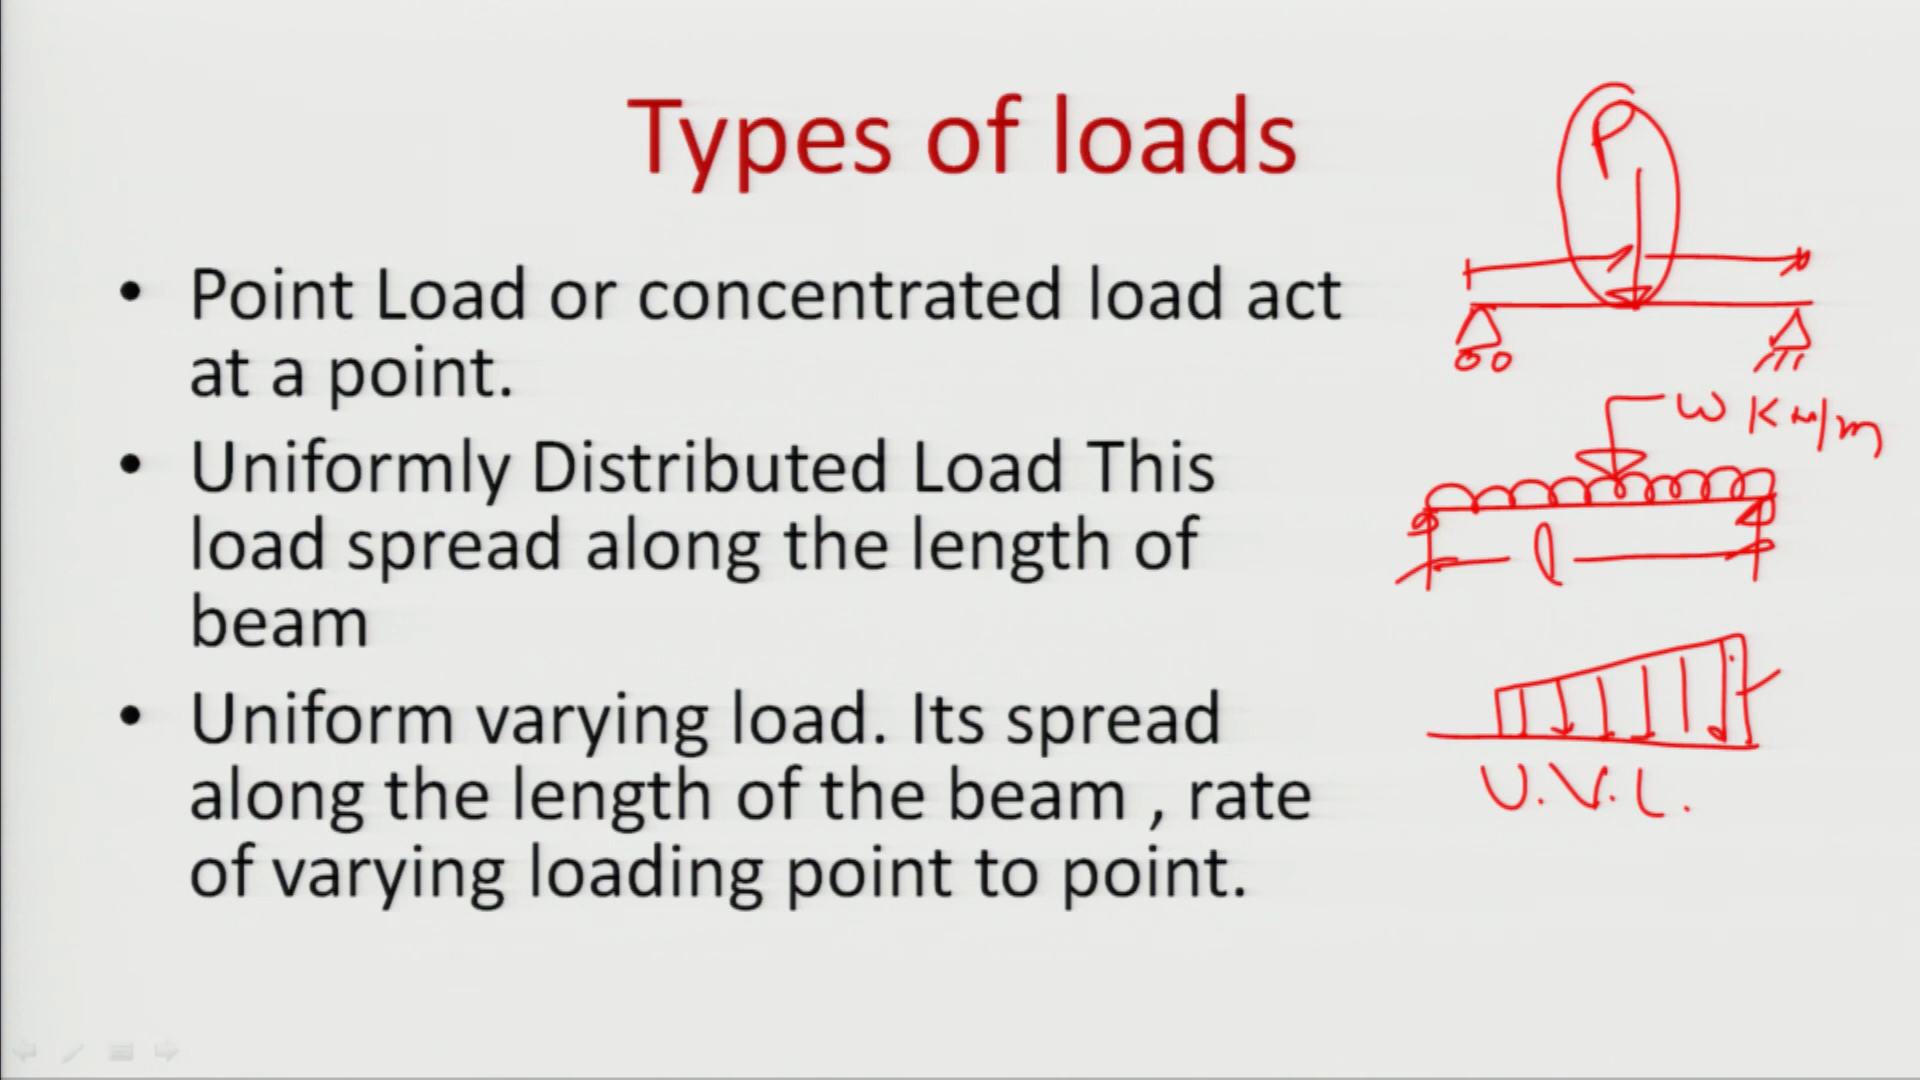 Types of loads
P
• Point Load or concentrated load act
at a point.
w KN/m
• Uniformly Distributed Load This
load spread along the length of
beam
l
• Uniform varying load. Its spread
along the length of the beam , rate
of varying loading point to point.
U.V.L.